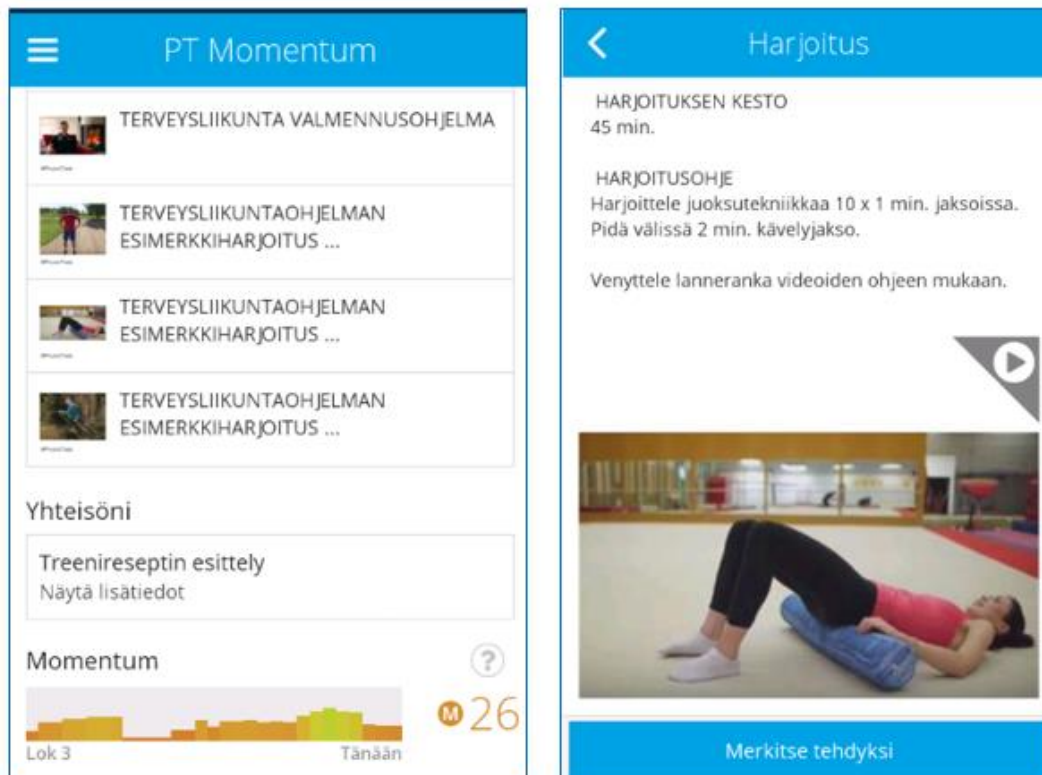 PT Momentum
TERVEYSLIIKUNTA VALMENNUSOHJELMA
TERVEYSLIIKUNTAOHJELMAN
ESIMERKKIHARJOITUS ...
TERVEYSLIIKUNTAOHJELMAN
ESIMERKKIHARJOITUS ...
TERVEYSLIIKUNTAOHJELMAN
ESIMERKKIHARJOITUS ...
Yhteisöni
Treenireseptin esittely
Näytä lisätiedot
Momentum
?
M 26
Lok 3
Tänään
Harjoitus
HARJOITUKSEN KESTO
45 min.
HARJOITUSOHJE
Harjoittele juoksutekniikkaa 10 x 1 min. jaksoissa.
Pidä välissä 2 min. kävelyjakso.
Venyttele lanneranka videoiden ohjeen mukaan.
Merkitse tehdyksi